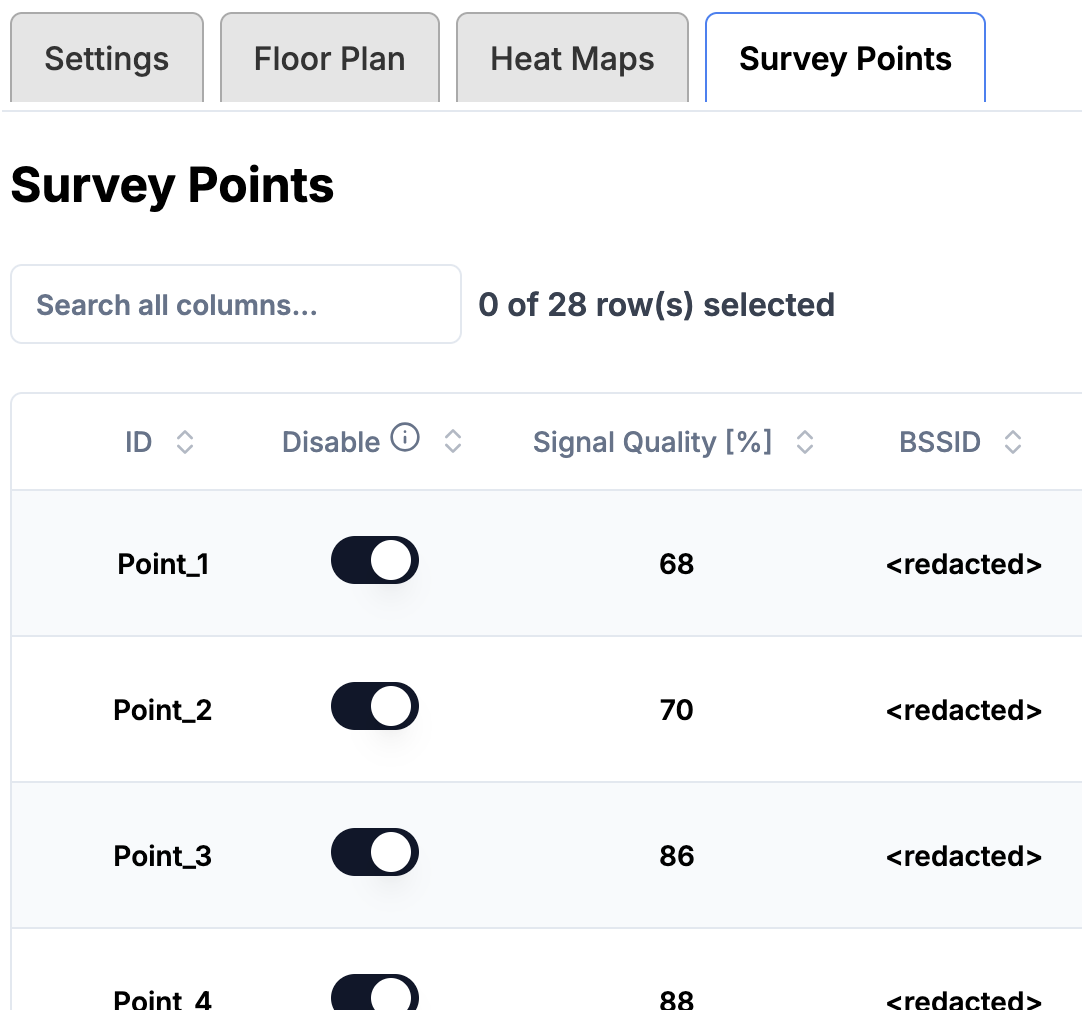 Settings Floor Plan Heat Maps Survey Points
Survey Points
Search all columns... 0 of 28 row(s) selected
ID Disable Signal Quality [%] BSSID
Point_1 68 <redacted>
Point_2 70 <redacted>
Point_3 86 <redacted>
Point_4 88 <redacted>